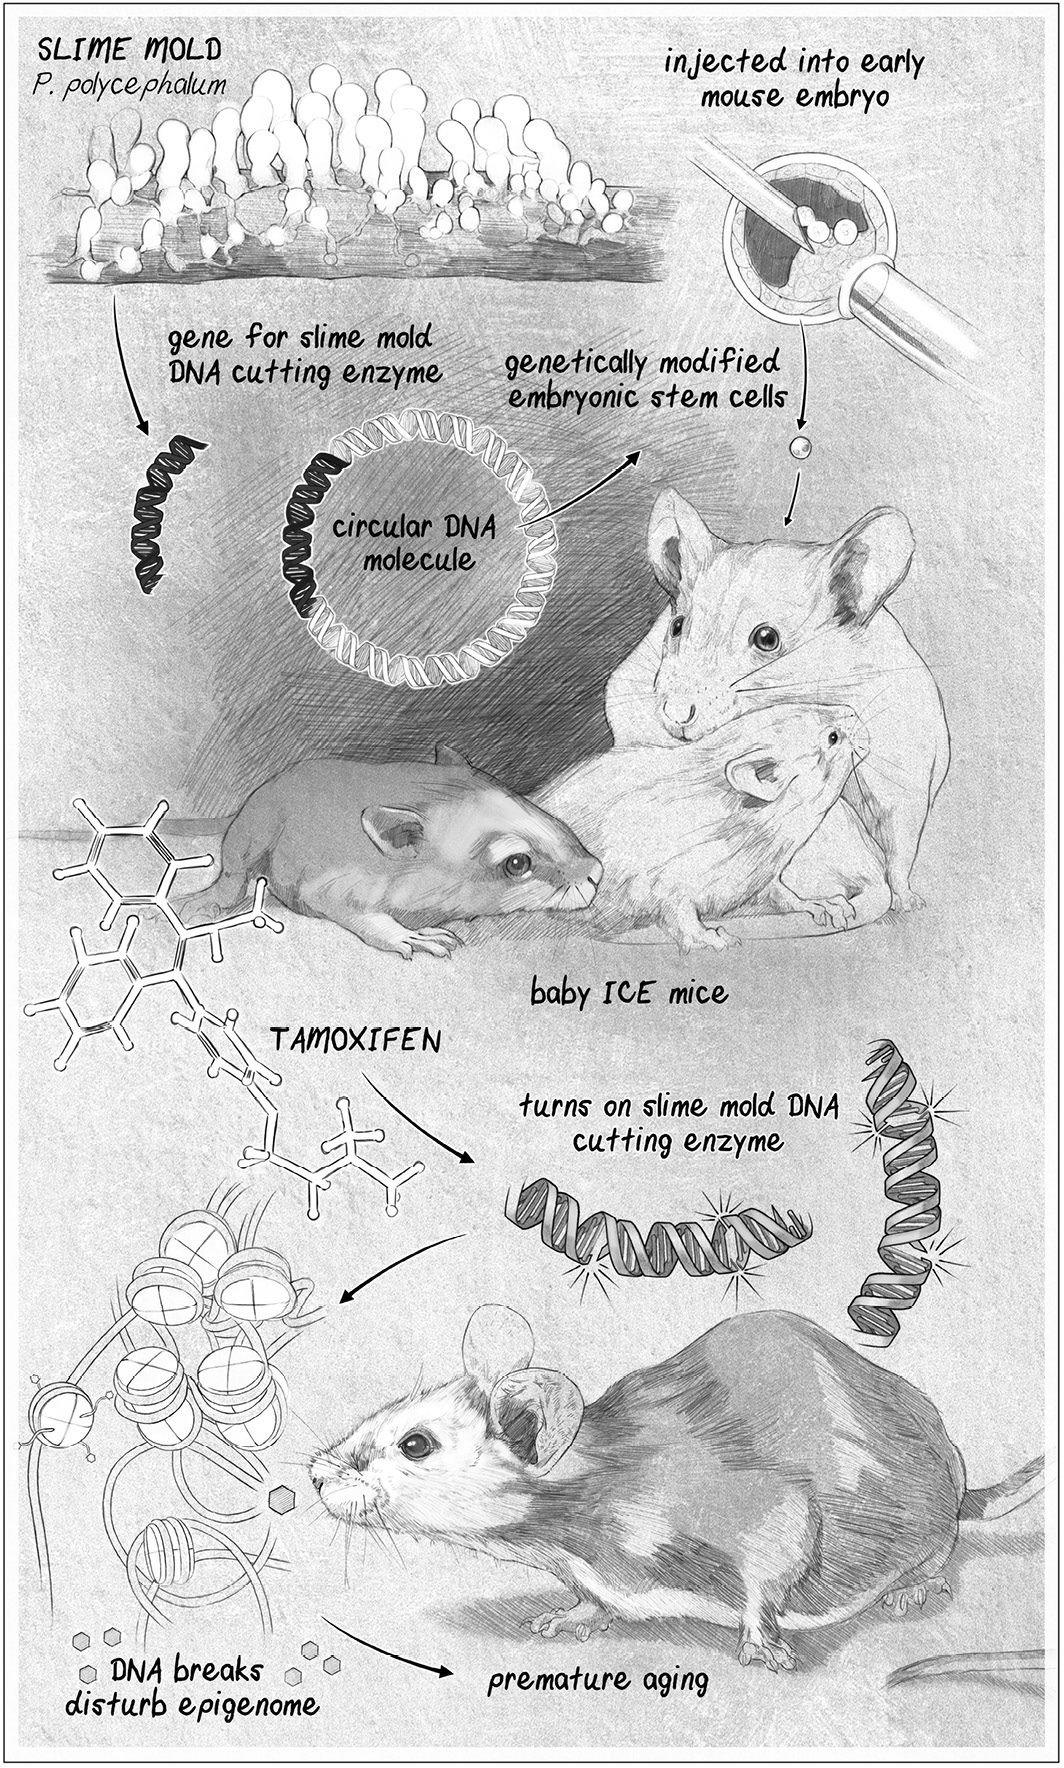 SLIME MOLD
P. polycephalum
injected into early
mouse embryo
gene for slime mold
DNA cutting enzyme
genetically modified
embryonic stem cells
circular DNA
molecule
baby ICE mice
TAMOXIFEN
turns on slime mold DNA
cutting enzyme
DNA breaks
disturb epigenome
premature aging